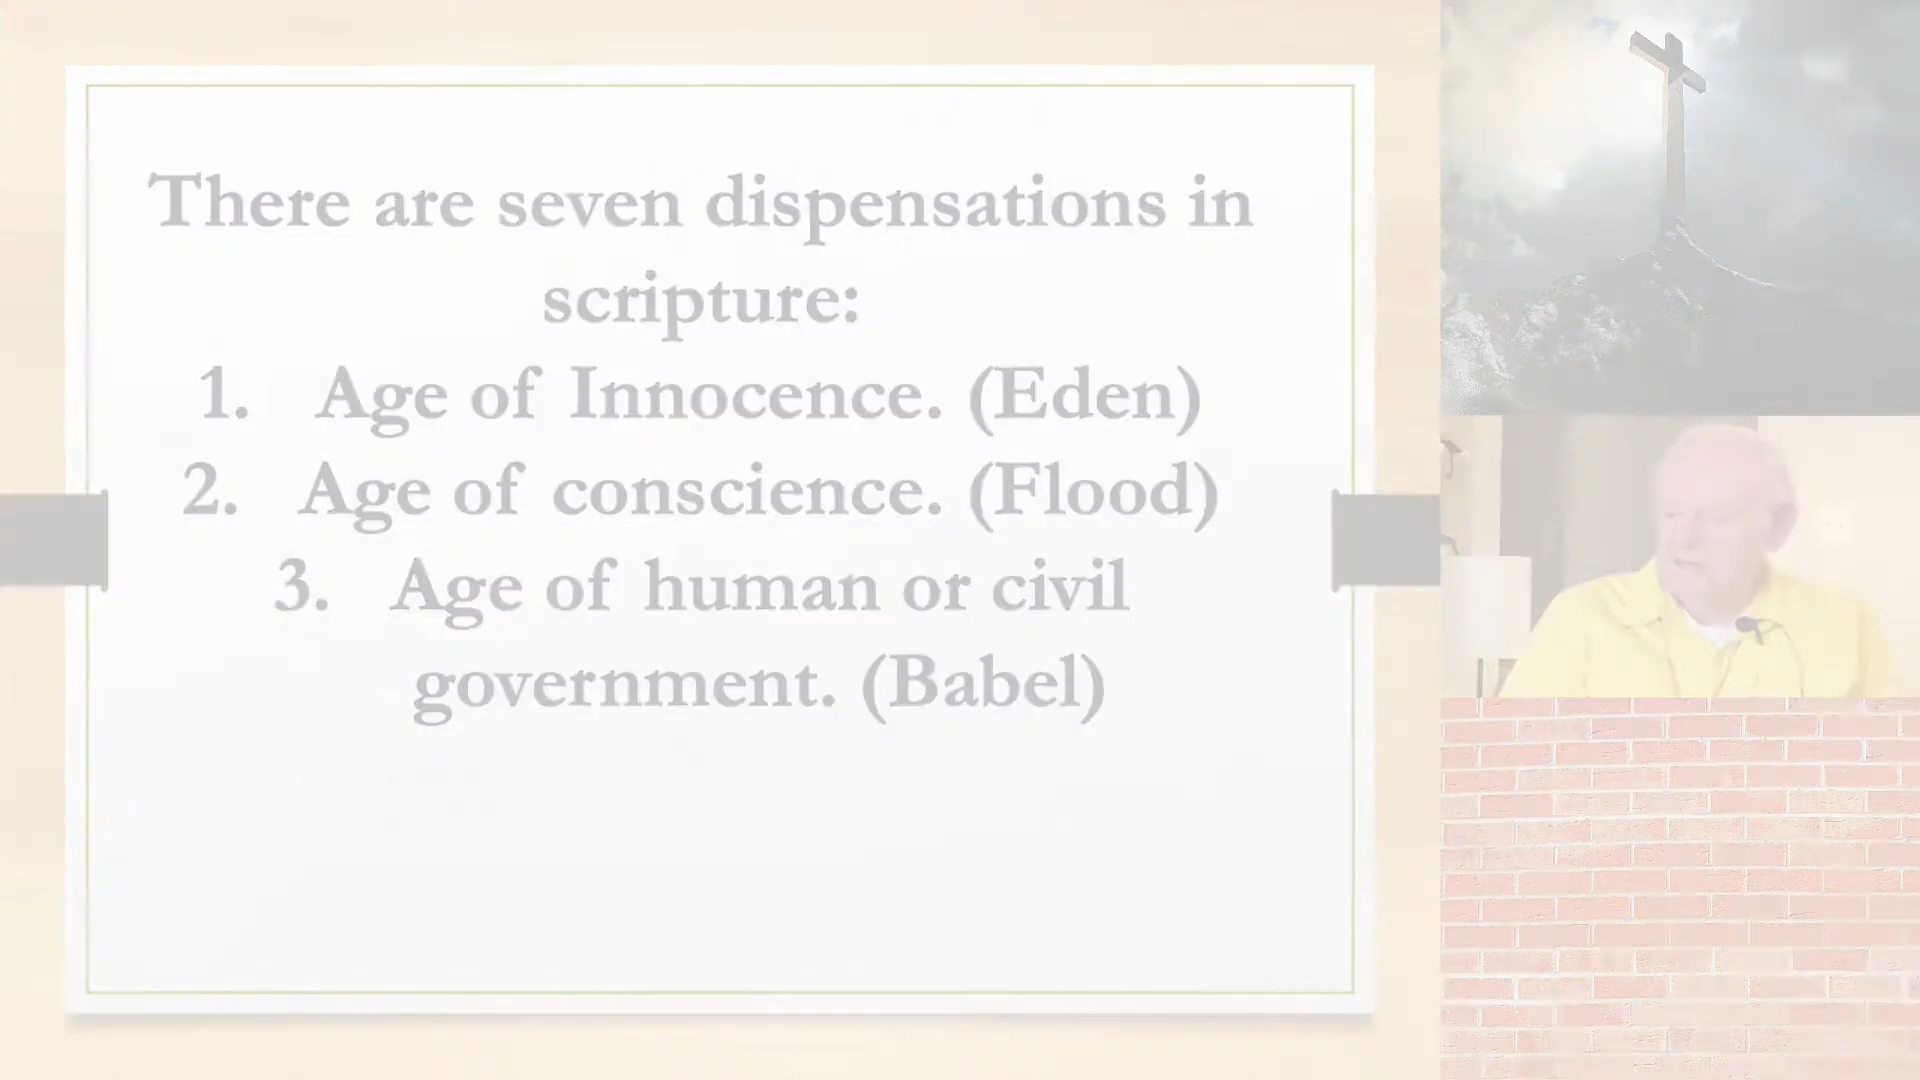 There are seven dispensations in
scripture:
1. Age of Innocence. (Eden)
2. Age of conscience. (Flood)
3. Age of human or civil
government. (Babel)